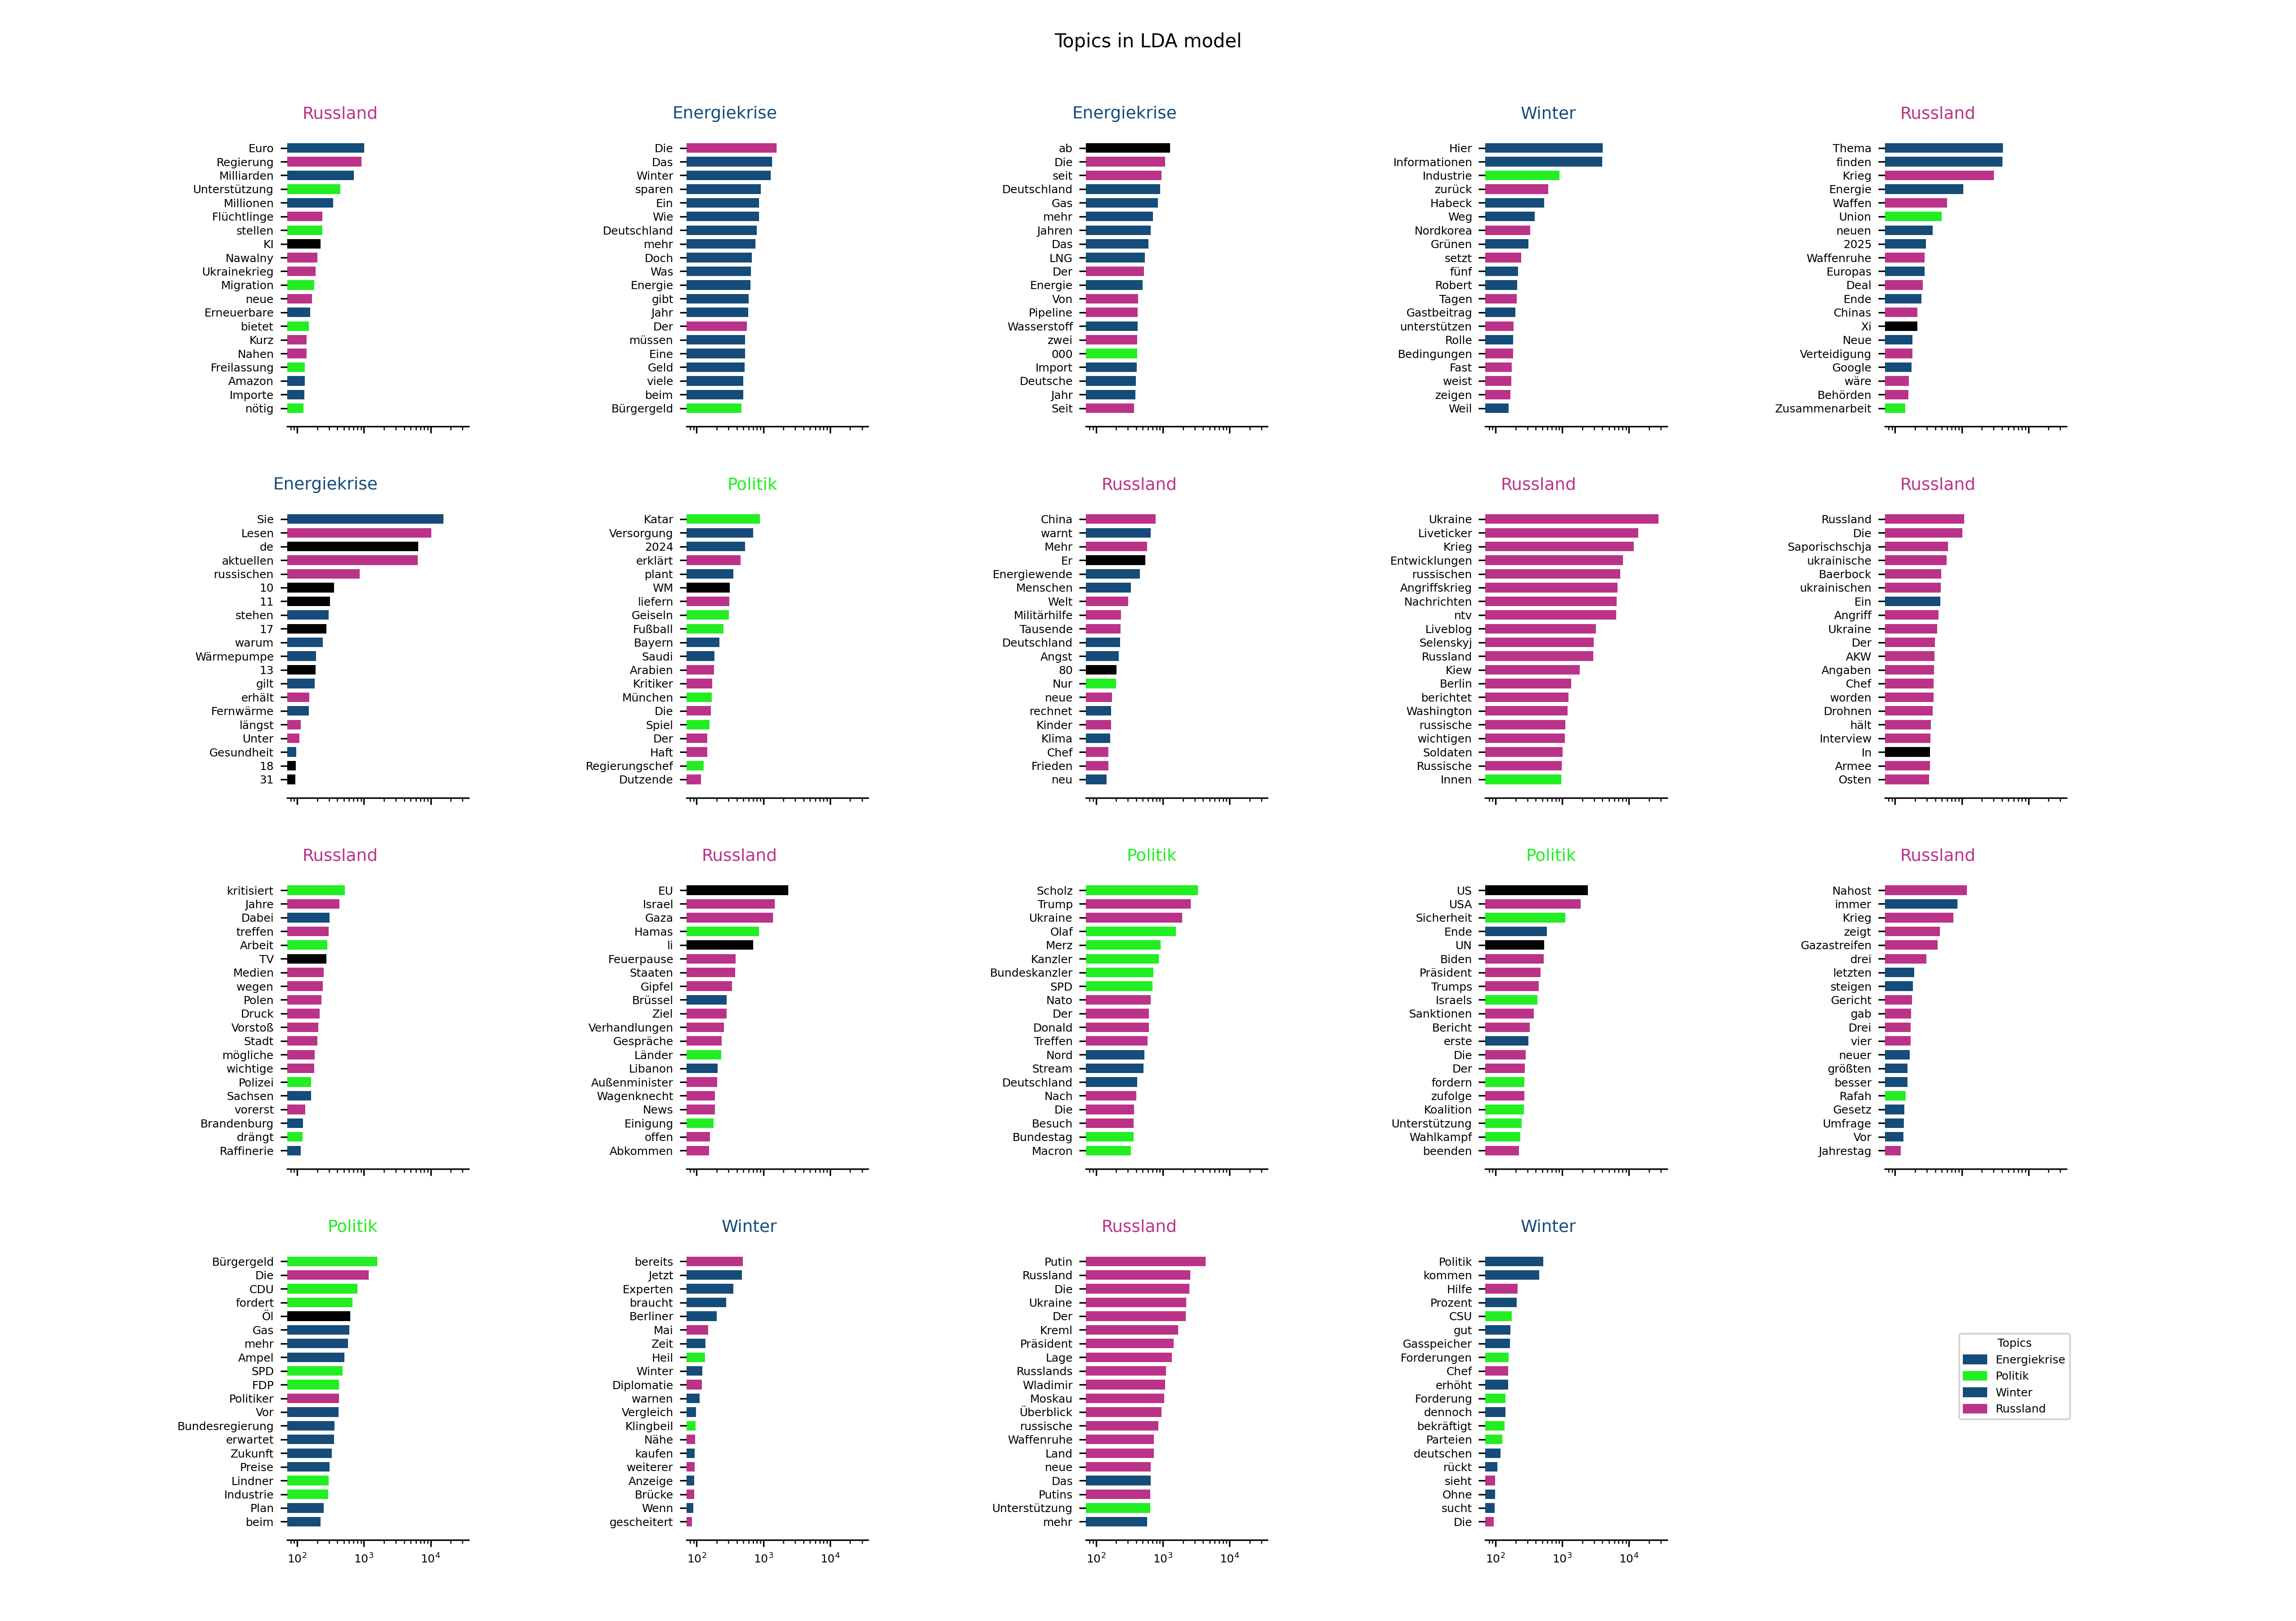 Topics in LDA model
Russland
Euro
Regierung
Milliarden
Unterstützung
Millionen
Flüchtlinge
stellen
KI
Nawalny
Ukrainekrieg
Migration
neue
Erneuerbare
bietet
Kurz
Nahen
Freilassung
Amazon
Importe
nötig
Energiekrise
Die
Das
Winter
sparen
Ein
Wie
Deutschland
mehr
Doch
Was
Energie
gibt
Jahr
Der
müssen
Eine
Geld
viele
beim
Bürgergeld
Energiekrise
ab
Die
seit
Deutschland
Gas
mehr
Jahren
Das
LNG
Der
Energie
Von
Pipeline
Wasserstoff
zwei
000
Import
Deutsche
Jahr
Seit
Winter
Hier
Informationen
Industrie
zurück
Habeck
Weg
Nordkorea
Grünen
setzt
fünf
Robert
Tagen
Gastbeitrag
unterstützen
Rolle
Bedingungen
Fast
weist
zeigen
Weil
Russland
Thema
finden
Krieg
Energie
Waffen
Union
neuen
2025
Waffenruhe
Europas
Deal
Ende
Chinas
Xi
Neue
Verteidigung
Google
wäre
Behörden
Zusammenarbeit
Energiekrise
Sie
Lesen
de
aktuellen
russischen
10
11
stehen
17
warum
Wärmepumpe
13
gilt
erhält
Fernwärme
längst
Unter
Gesundheit
18
31
Politik
Katar
Versorgung
2024
erklärt
plant
WM
liefern
Geiseln
Fußball
Bayern
Saudi
Arabien
Kritiker
München
Die
Spiel
Der
Haft
Regierungschef
Dutzende
Russland
China
warnt
Mehr
Er
Energiewende
Menschen
Welt
Militärhilfe
Tausende
Deutschland
Angst
80
Nur
neue
rechnet
Kinder
Klima
Chef
Frieden
neu
Russland
Ukraine
Liveticker
Krieg
Entwicklungen
russischen
Angriffskrieg
Nachrichten
ntv
Liveblog
Selenskyj
Russland
Kiew
Berlin
berichtet
Washington
russische
wichtigen
Soldaten
Russische
Innen
Russland
Russland
Die
Saporischschja
ukrainische
Baerbock
ukrainischen
Ein
Angriff
Ukraine
Der
AKW
Angaben
Chef
worden
Drohnen
hält
Interview
In
Armee
Osten
Russland
kritisiert
Jahre
Dabei
treffen
Arbeit
TV
Medien
wegen
Polen
Druck
Vorstoß
Stadt
mögliche
wichtige
Polizei
Sachsen
vorerst
Brandenburg
drängt
Raffinerie
Russland
EU
Israel
Gaza
Hamas
li
Feuerpause
Staaten
Gipfel
Brüssel
Ziel
Verhandlungen
Gespräche
Länder
Libanon
Außenminister
Wagenknecht
News
Einigung
offen
Abkommen
Politik
Scholz
Trump
Ukraine
Olaf
Merz
Kanzler
Bundeskanzler
SPD
Nato
Der
Donald
Treffen
Nord
Stream
Deutschland
Nach
Die
Besuch
Bundestag
Macron
Politik
US
USA
Sicherheit
Ende
UN
Biden
Präsident
Trumps
Israels
Sanktionen
Bericht
erste
Die
Der
fordern
zufolge
Koalition
Unterstützung
Wahlkampf
beenden
Russland
Nahost
immer
Krieg
zeigt
Gazastreifen
drei
letzten
steigen
Gericht
gab
Drei
vier
neuer
größten
besser
Rafah
Gesetz
Umfrage
Vor
Jahrestag
Politik
Bürgergeld
Die
CDU
fordert
Öl
Gas
mehr
Ampel
SPD
FDP
Politiker
Vor
Bundesregierung
erwartet
Zukunft
Preise
Lindner
Industrie
Plan
beim
10² 10³ 10⁴
Winter
bereits
Jetzt
Experten
braucht
Berliner
Mai
Zeit
Heil
Winter
Diplomatie
warnen
Vergleich
Klingbeil
Nähe
kaufen
weiterer
Anzeige
Brücke
Wenn
gescheitert
10² 10³ 10⁴
Russland
Putin
Russland
Die
Ukraine
Der
Kreml
Präsident
Lage
Russlands
Wladimir
Moskau
Überblick
russische
Waffenruhe
Land
neue
Das
Putins
Unterstützung
mehr
10² 10³ 10⁴
Winter
Politik
kommen
Hilfe
Prozent
CSU
gut
Gasspeicher
Forderungen
Chef
erhöht
Forderung
dennoch
bekräftigt
Parteien
deutschen
rückt
sieht
Ohne
sucht
Die
10² 10³ 10⁴
Topics
Energiekrise
Politik
Winter
Russland